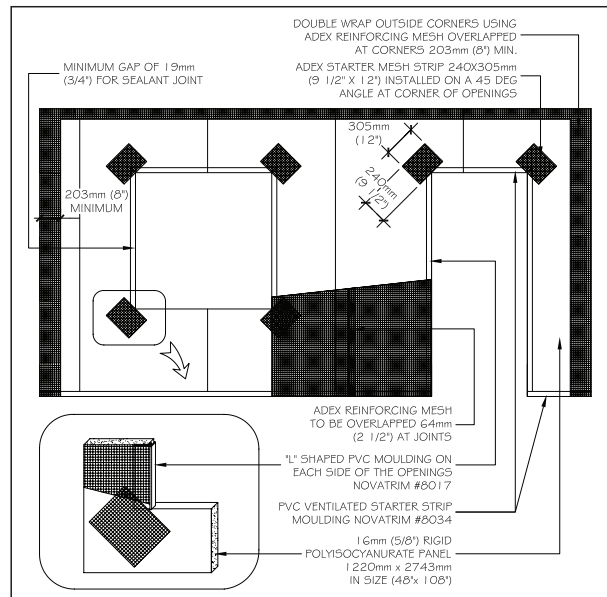 DOUBLE WRAP OUTSIDE CORNERS USING
ADEX REINFORCING MESH OVERLAPPED
AT CORNERS 203mm (8") MIN.
MINIMUM GAP OF 19mm
(3/4") FOR SEALANT JOINT
ADEX STARTER MESH STRIP 240X305mm
(9 1/2" X 12") INSTALLED ON A 45 DEG
ANGLE AT CORNER OF OPENINGS
305mm
(12")
240mm
(9 1/2")
203mm (8")
MINIMUM
ADEX REINFORCING MESH
TO BE OVERLAPPED 64mm
(2 1/2") AT JOINTS
"L" SHAPED PVC MOULDING ON
EACH SIDE OF THE OPENINGS
NOVATRIM #8017
PVC VENTILATED STARTER STRIP
MOULDING NOVATRIM #8034
16mm (5/8") RIGID
POLYISOCYANURATE PANEL
1220mm x 2743mm
IN SIZE (48"x 108")